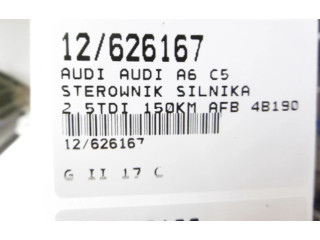 12/626167
AUDI AUDI A6 C5
STEROWNIK SILNIKA
2 5TDI 150KM AFB 4B190
12/626167
G II 17 C